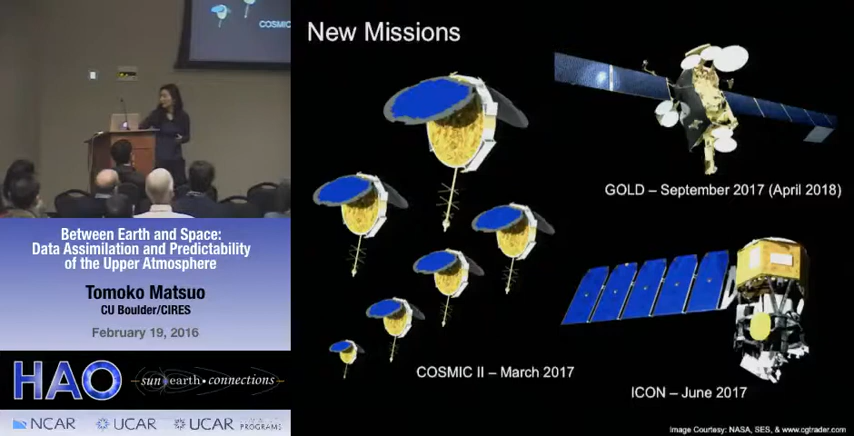 COSMIC
Between Earth and Space:
Data Assimilation and Predictability
of the Upper Atmosphere
Tomoko Matsuo
CU Boulder/CIRES
February 19, 2016
HAO
sun earth • connections
NCAR
UCAR
UCAR
PROGRAMS
New Missions
GOLD – September 2017 (April 2018)
COSMIC II – March 2017
ICON – June 2017
Image Courtesy: NASA, SES, & www.cgtrader.com